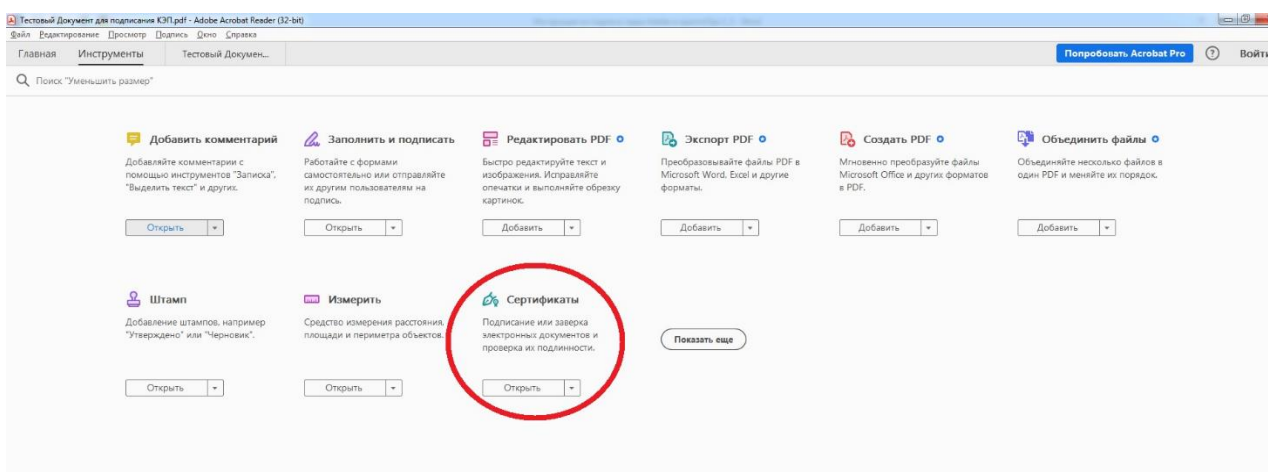 Тестовый Документ для подписания КЭП.pdf - Adobe Acrobat Reader (32-bit)
Файл Редактирование Просмотр Подпись Окно Справка
Главная Инструменты Тестовый Докумен... Попробовать Acrobat Pro ? Войти
Поиск "Уменьшить размер"
Добавить комментарий
Добавляйте комментарии с
помощью инструментов "Записка",
"Выделить текст" и других.
Открыть
Заполнить и подписать
Работайте с формами
самостоятельно или отправляйте
их другим пользователям на
подпись.
Открыть
Редактировать PDF
Быстро редактируйте текст и
изображения. Исправляйте
опечатки и выполняйте обрезку
картинок.
Добавить
Экспорт PDF
Преобразовывайте файлы PDF в
Microsoft Word, Excel и другие
форматы.
Добавить
Создать PDF
Мгновенно преобразуйте файлы
Microsoft Office и других форматов
в PDF.
Добавить
Объединить файлы
Объединяйте несколько файлов в
один PDF и меняйте их порядок.
Добавить
Штамп
Добавление штампов, например
"Утверждено" или "Черновик".
Открыть
Измерить
Средство измерения расстояния,
площади и периметра объектов.
Открыть
Сертификаты
Подписание или заверка
электронных документов и
проверка их подлинности.
Открыть
Показать еще